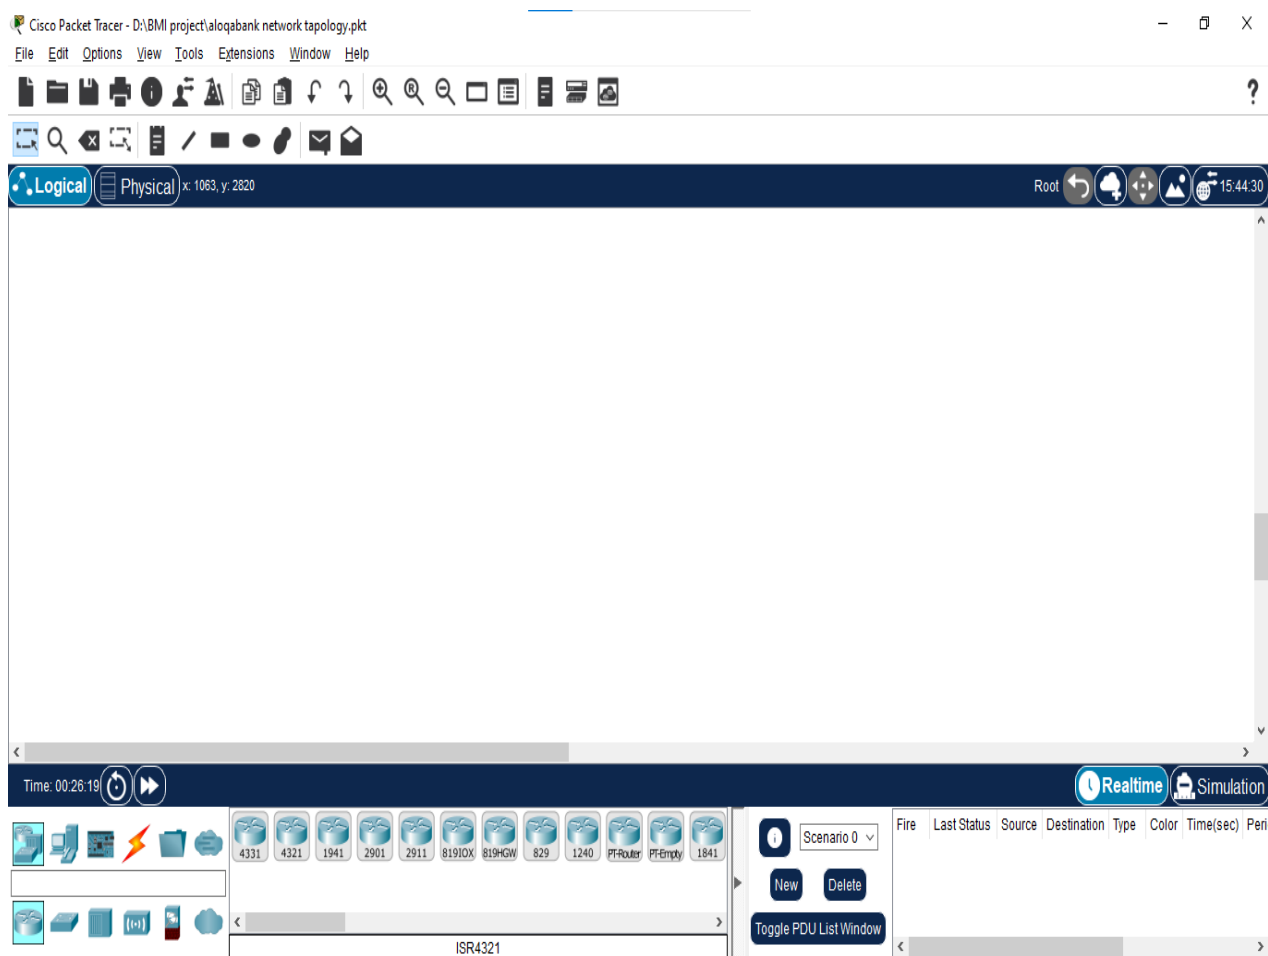 Cisco Packet Tracer - D:\BMI project\aloqabank network tapology.pkt
File Edit Options View Tools Extensions Window Help
?
Logical Physical x: 1063, y: 2820 Root 15:44:30
Time: 00:26:19 Realtime Simulation
4331 4321 1941 2901 2911 819IOX 819HGW 829 1240 PT-Router PT-Empty 1841
ISR4321
Scenario 0
New Delete
Toggle PDU List Window
Fire Last Status Source Destination Type Color Time(sec) Peri